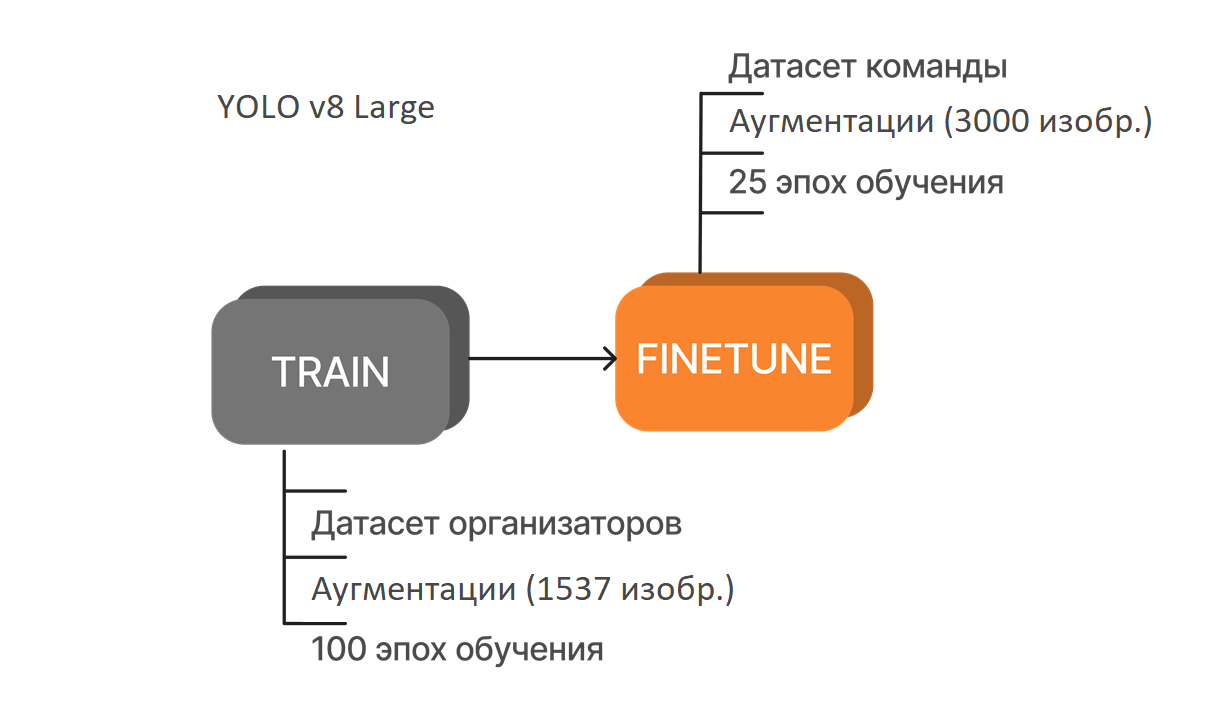 YOLO v8 Large
Датасет команды
Аугментации (3000 изобр.)
25 эпох обучения
TRAIN
FINETUNE
Датасет организаторов
Аугментации (1537 изобр.)
100 эпох обучения